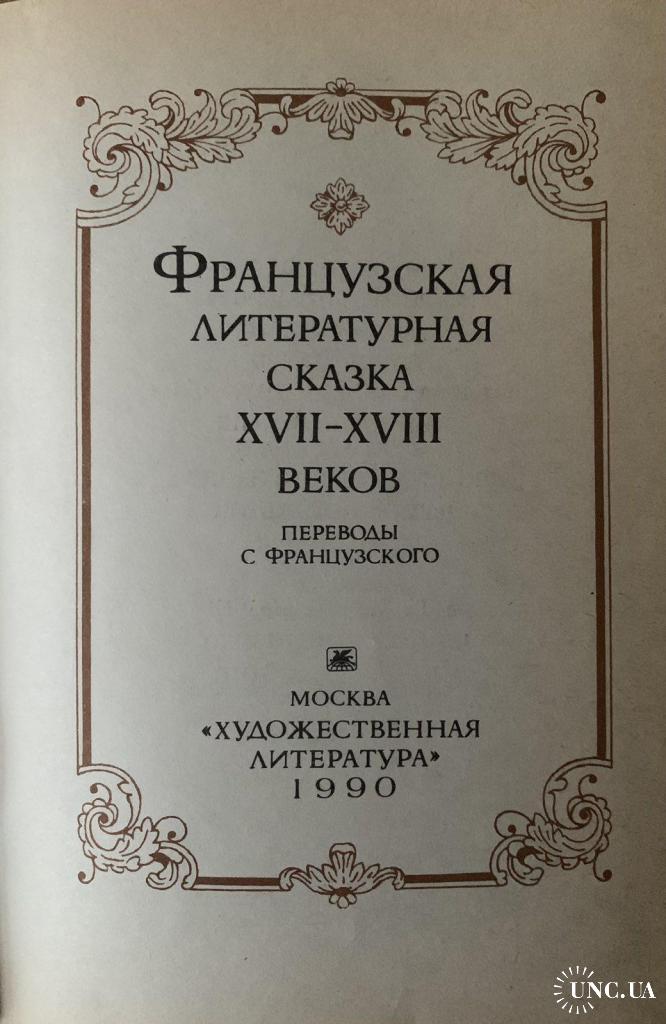 Французская
литературная
сказка
XVII–XVIII
веков
переводы
с французского
Москва
«Художественная
литература»
1990
UNC.UA